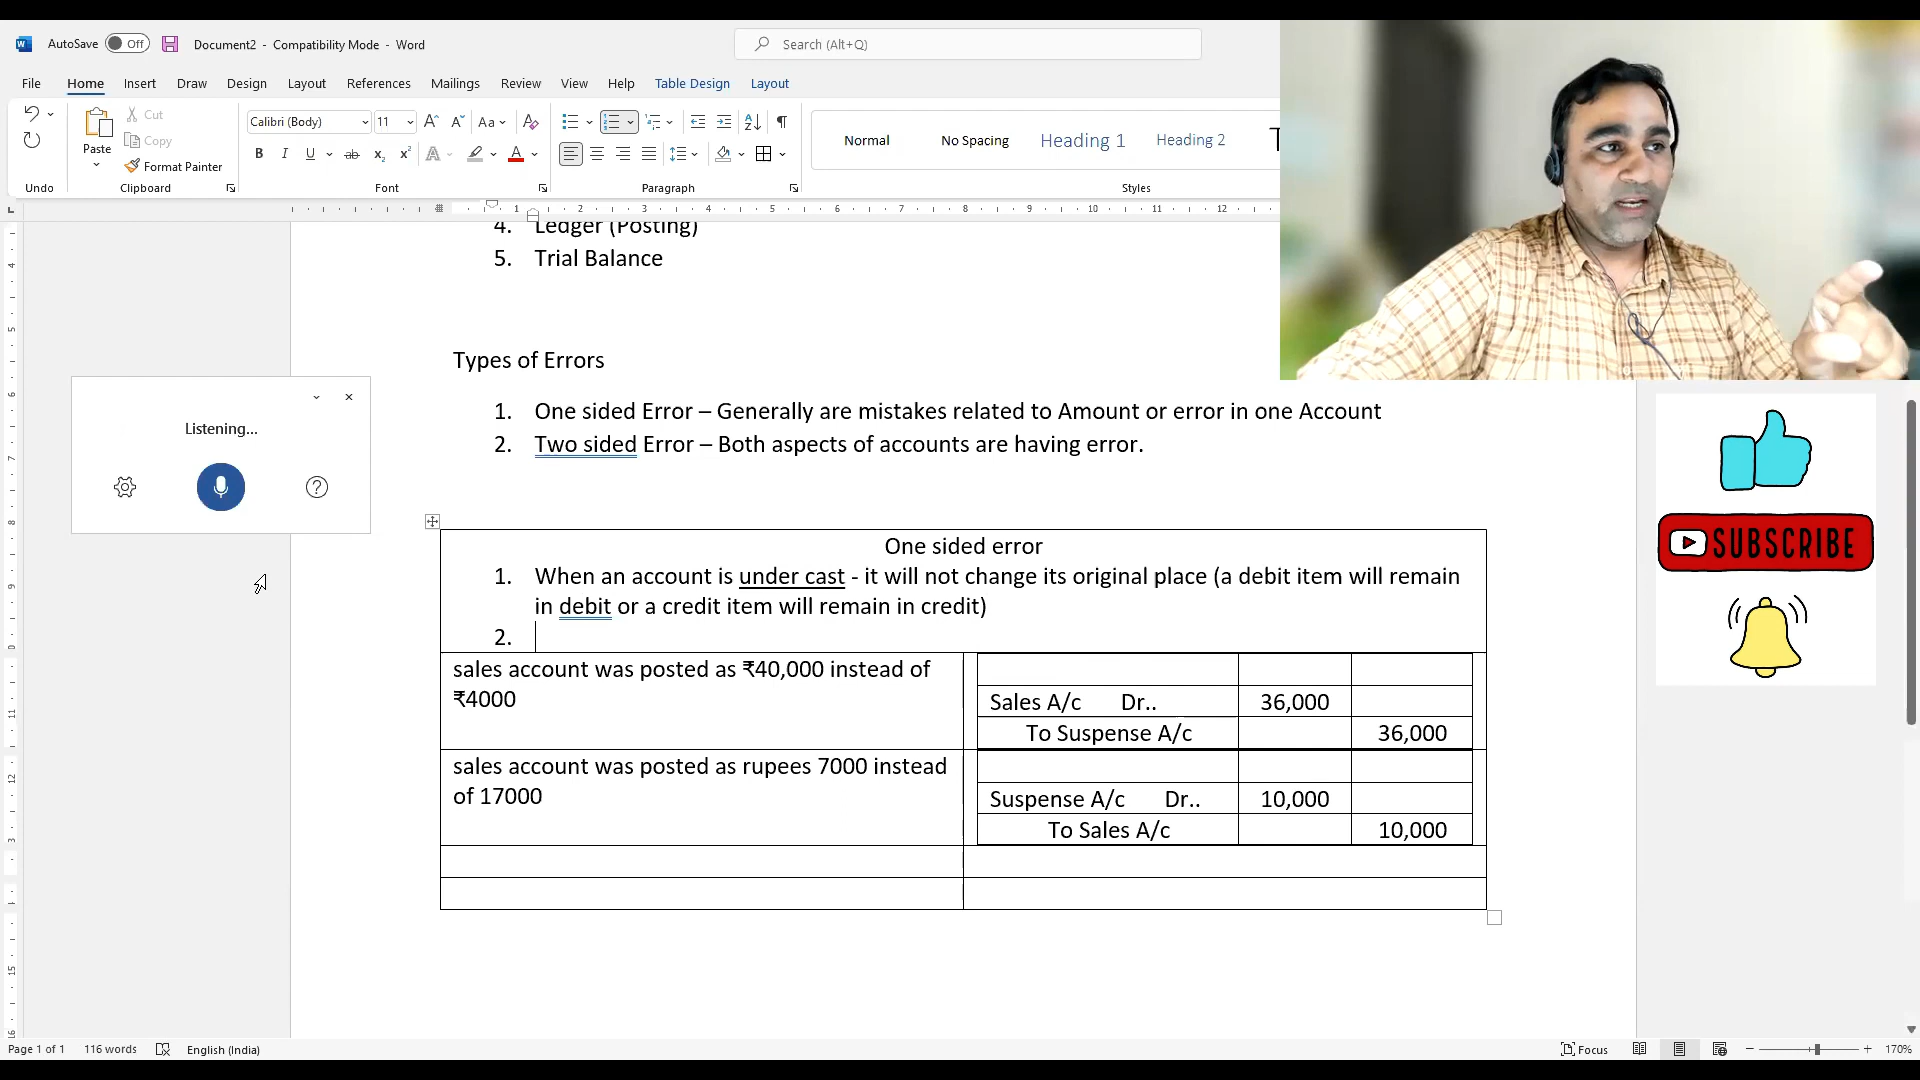 AutoSave Off Document2 - Compatibility Mode - Word Search (Alt+Q)
File Home Insert Draw Design Layout References Mailings Review View Help Table Design Layout
Calibri (Body) 11 Aa
Cut
Copy
Paste
Format Painter
Normal No Spacing Heading 1 Heading 2
Undo Clipboard Font Paragraph Styles
4. Ledger (Posting)
5. Trial Balance
Types of Errors
1. One sided Error – Generally are mistakes related to Amount or error in one Account
2. Two sided Error – Both aspects of accounts are having error.
Listening...
SUBSCRIBE
One sided error
1. When an account is under cast - it will not change its original place (a debit item will remain
in debit or a credit item will remain in credit)
2.
sales account was posted as ₹40,000 instead of
₹4000
Sales A/c Dr.. 36,000
To Suspense A/c 36,000
sales account was posted as rupees 7000 instead
of 17000
Suspense A/c Dr.. 10,000
To Sales A/c 10,000
Page 1 of 1 116 words English (India) Focus 170%